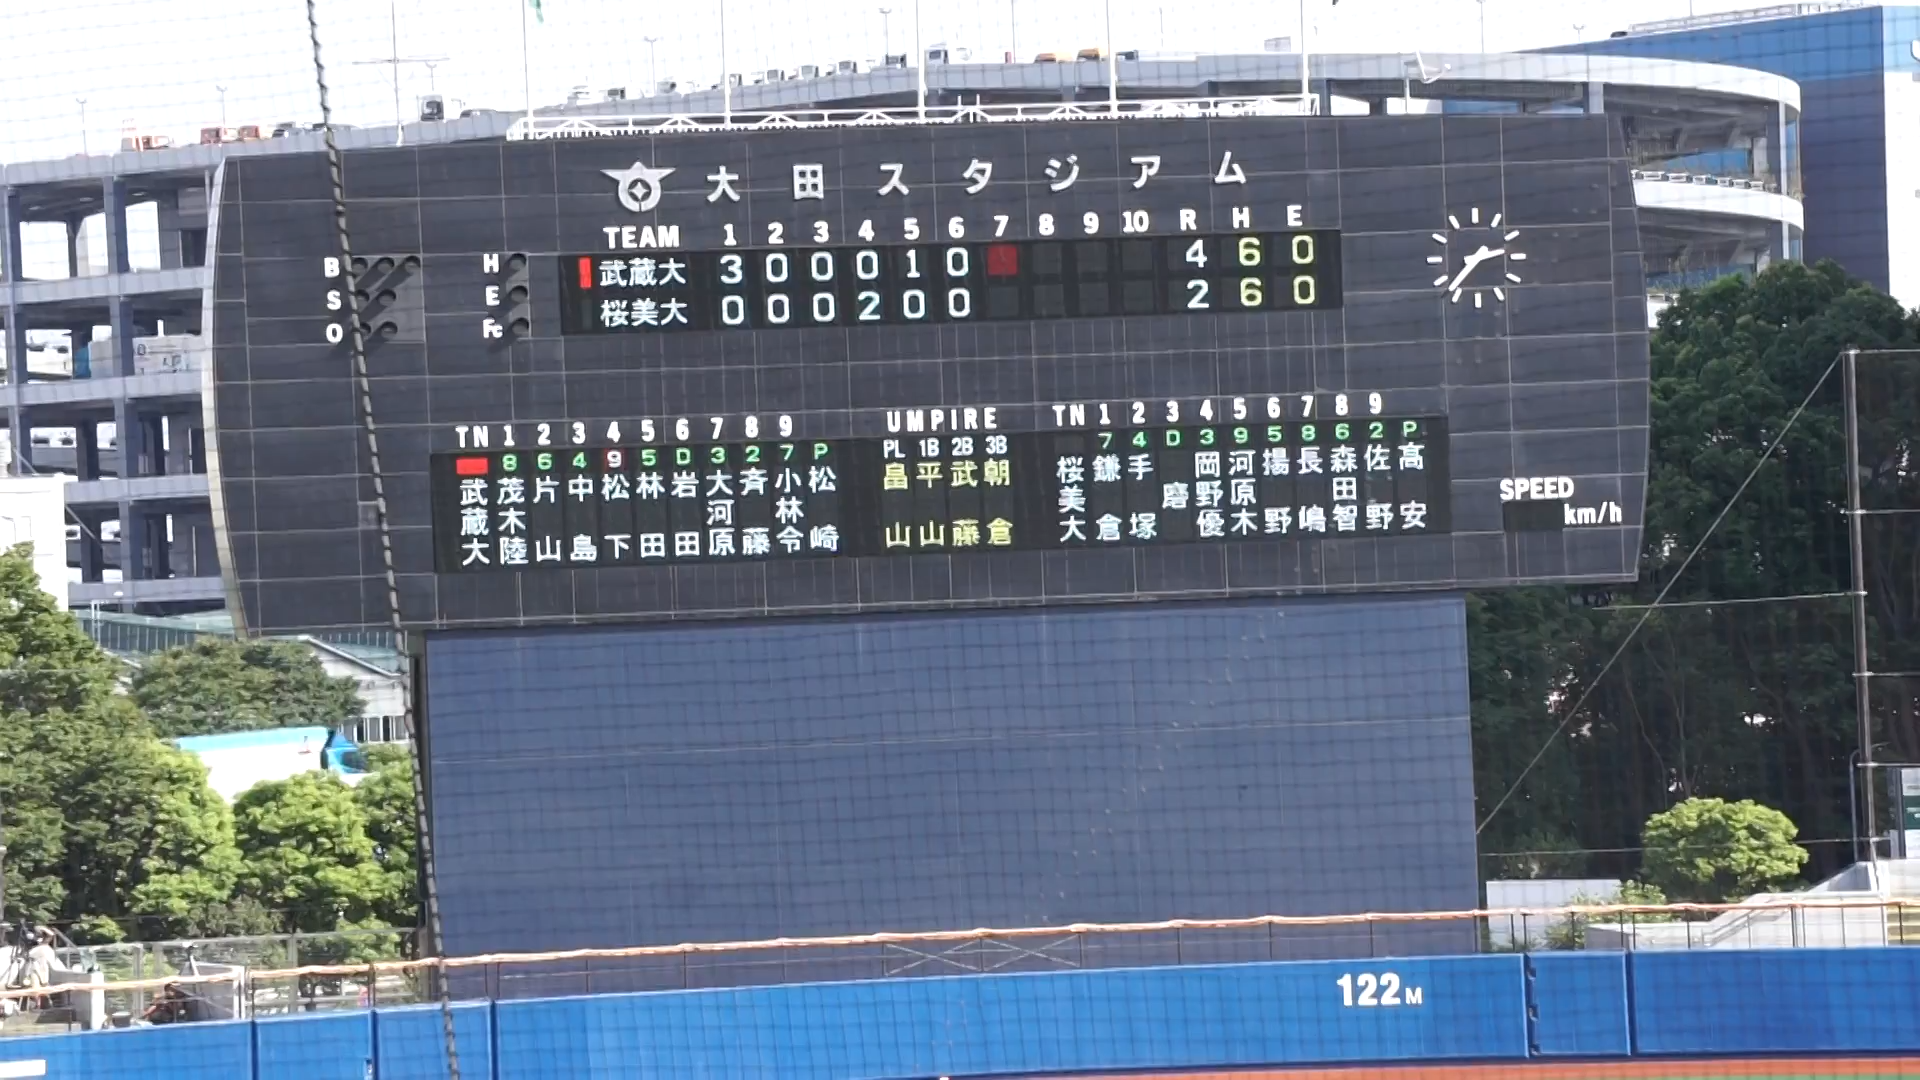 大田スタジアム
TEAM 1 2 3 4 5 6 7 8 9 10 R H E
武蔵大 3 0 0 0 1 0 4 6 0
桜美大 0 0 0 2 0 0 2 6 0
B H
S E
O Fc
TN 1 2 3 4 5 6 7 8 9
8 6 4 9 5 D 3 2 7 P
武蔵大 茂木陸 片山 中島 松下 林田 岩田 大河原 斉藤 小林令 松崎
UMPIRE
PL 1B 2B 3B
畠山 平山 武藤 朝倉
TN 1 2 3 4 5 6 7 8 9
7 4 D 3 9 5 8 6 2 P
桜美大 鎌倉 手塚 磨 岡野優 河原木 揚野 長嶋 森田智 佐野 高安
SPEED
km/h
122M